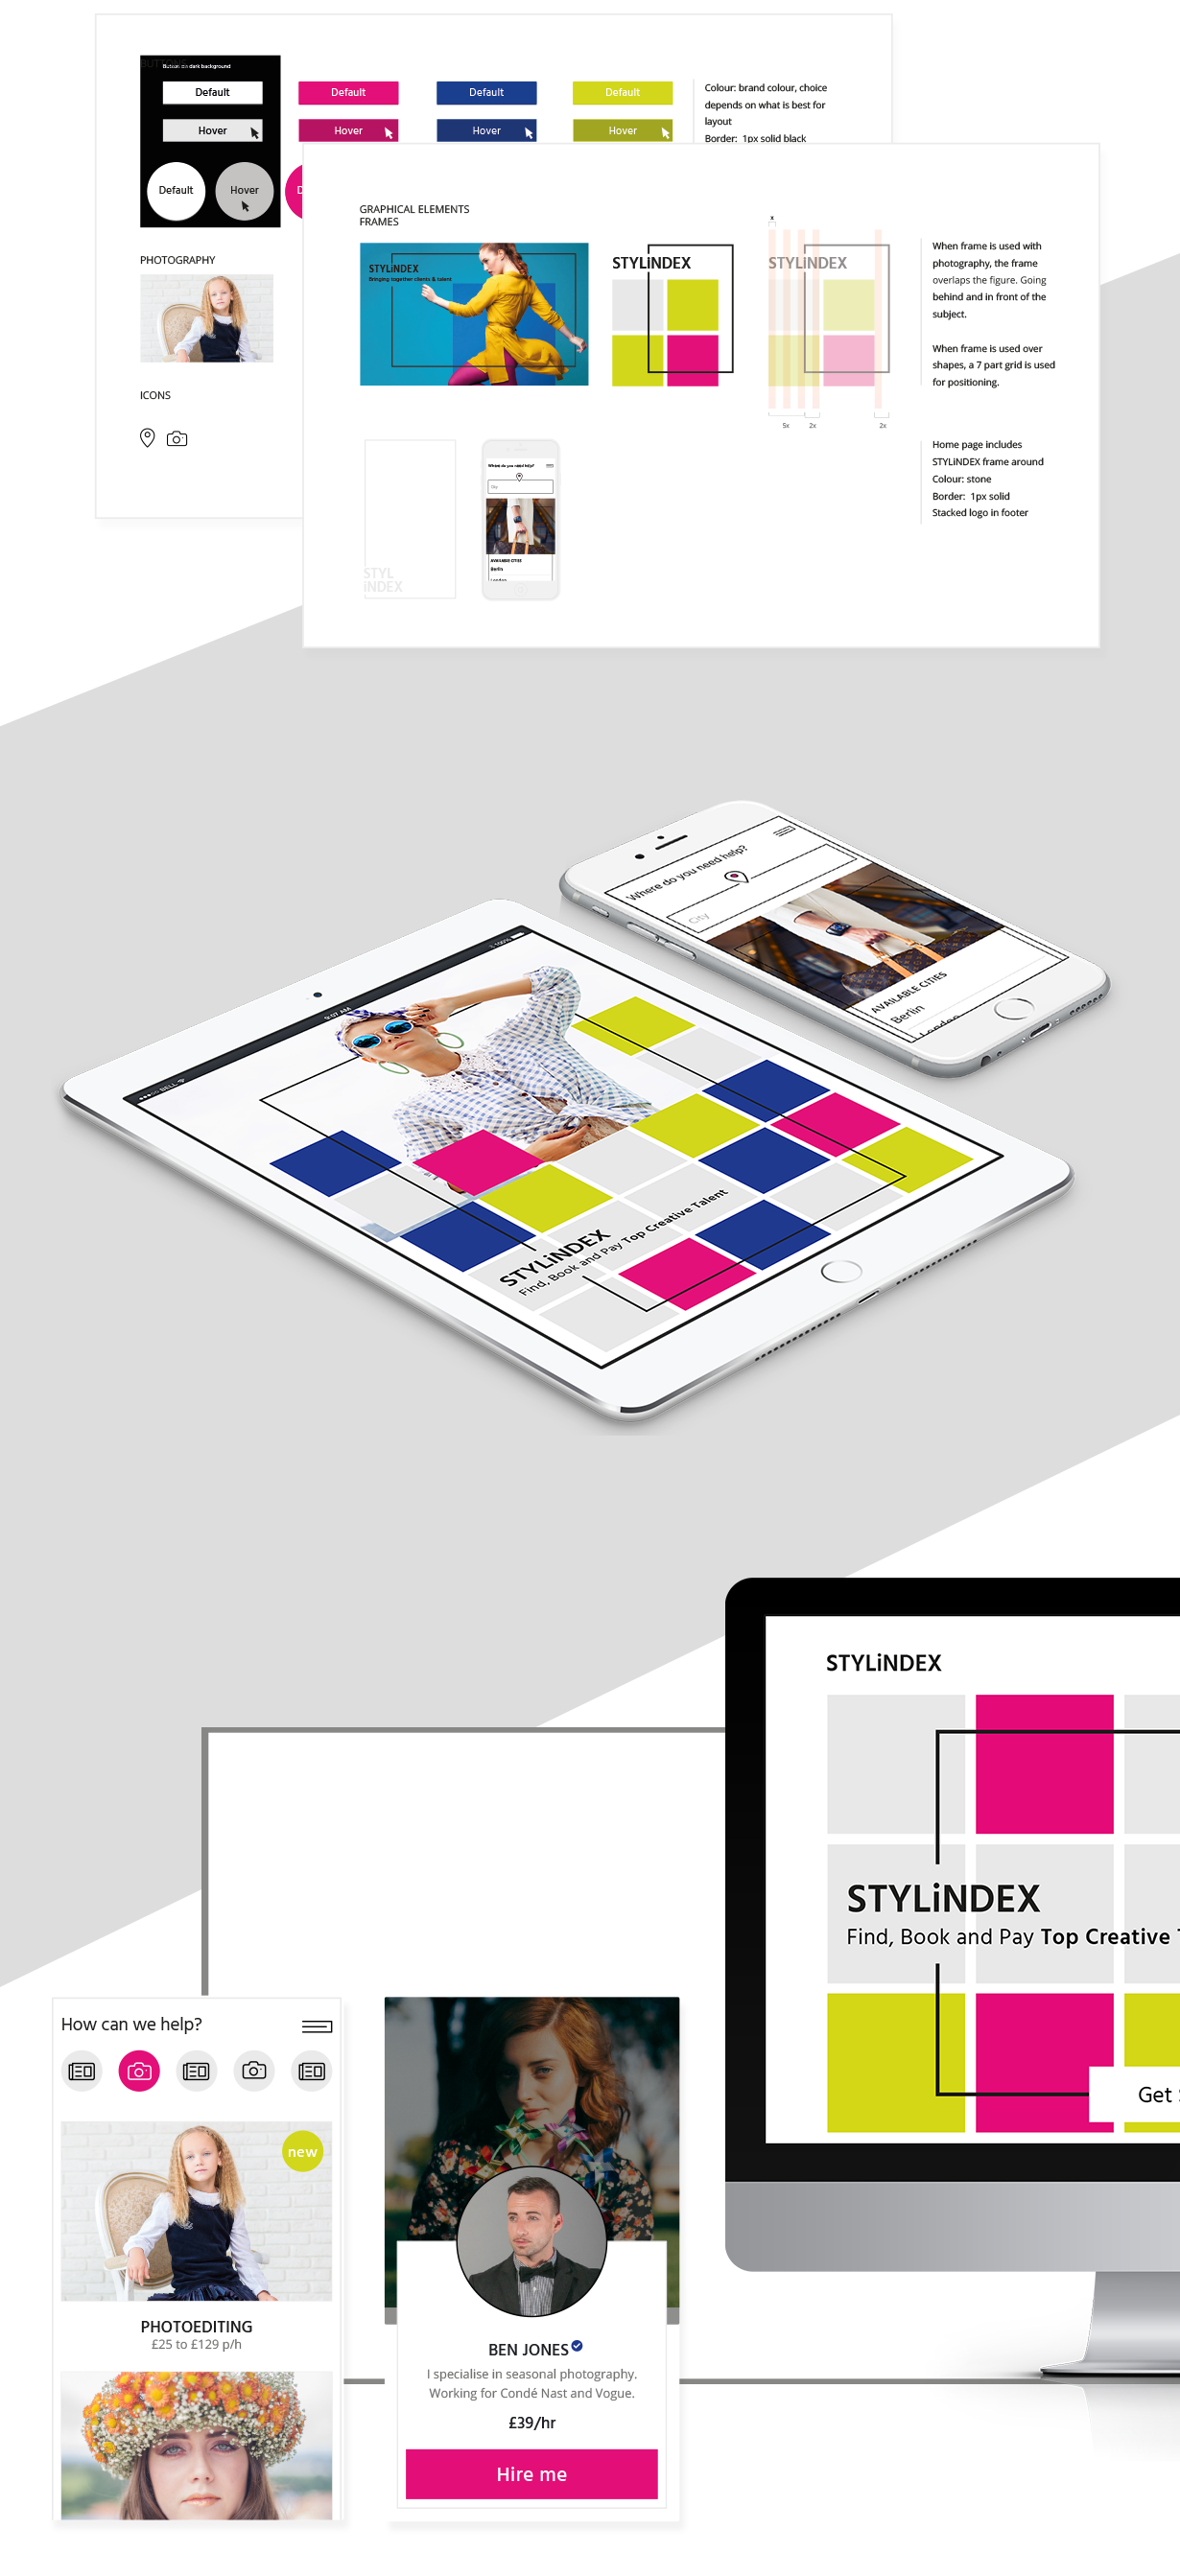 BUTTONS
Button on dark background
Default
Default
Default
Default
Hover
Hover
Hover
Hover
Default
Hover
D
Colour: brand colour, choice
depends on what is best for
layout
Border: 1px solid black
PHOTOGRAPHY
ICONS
GRAPHICAL ELEMENTS
FRAMES
STYLiNDEX
Bringing together clients & talent
STYLiNDEX
x
STYLiNDEX
5x
2x
2x
When frame is used with
photography, the frame
overlaps the figure. Going
behind and in front of the
subject.
When frame is used over
shapes, a 7 part grid is used
for positioning.
STYL
iNDEX
Where do you need help?
City
AVAILABLE CITIES
Berlin
London
Home page includes
STYLiNDEX frame around
Colour: stone
Border: 1px solid
Stacked logo in footer
Where do you need help?
City
AVAILABLE CITIES
Berlin
London
BELL
9:07 AM
100%
STYLiNDEX
Find, Book and Pay Top Creative Talent
STYLiNDEX
STYLiNDEX
Find, Book and Pay Top Creative
Get
How can we help?
new
PHOTOEDITING
£25 to £129 p/h
BEN JONES
I specialise in seasonal photography.
Working for Condé Nast and Vogue.
£39/hr
Hire me